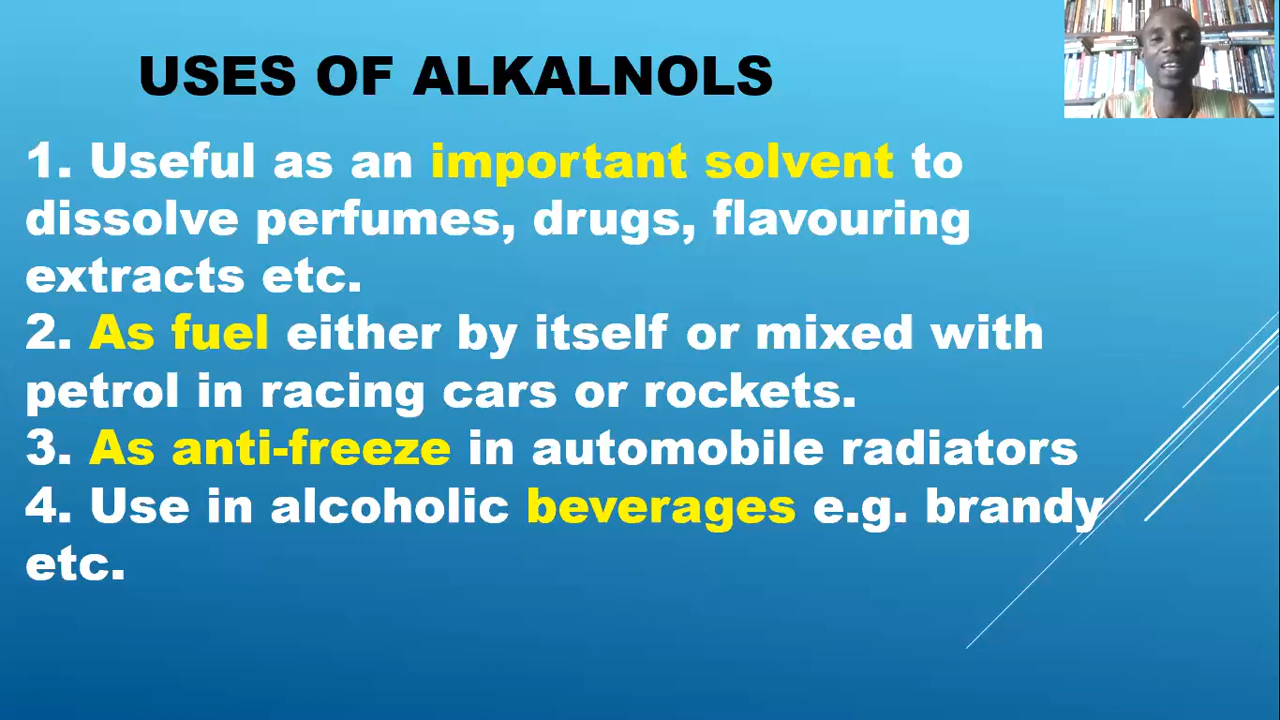 USES OF ALKALNOLS
1. Useful as an important solvent to
dissolve perfumes, drugs, flavouring
extracts etc.
2. As fuel either by itself or mixed with
petrol in racing cars or rockets.
3. As anti-freeze in automobile radiators
4. Use in alcoholic beverages e.g. brandy
etc.